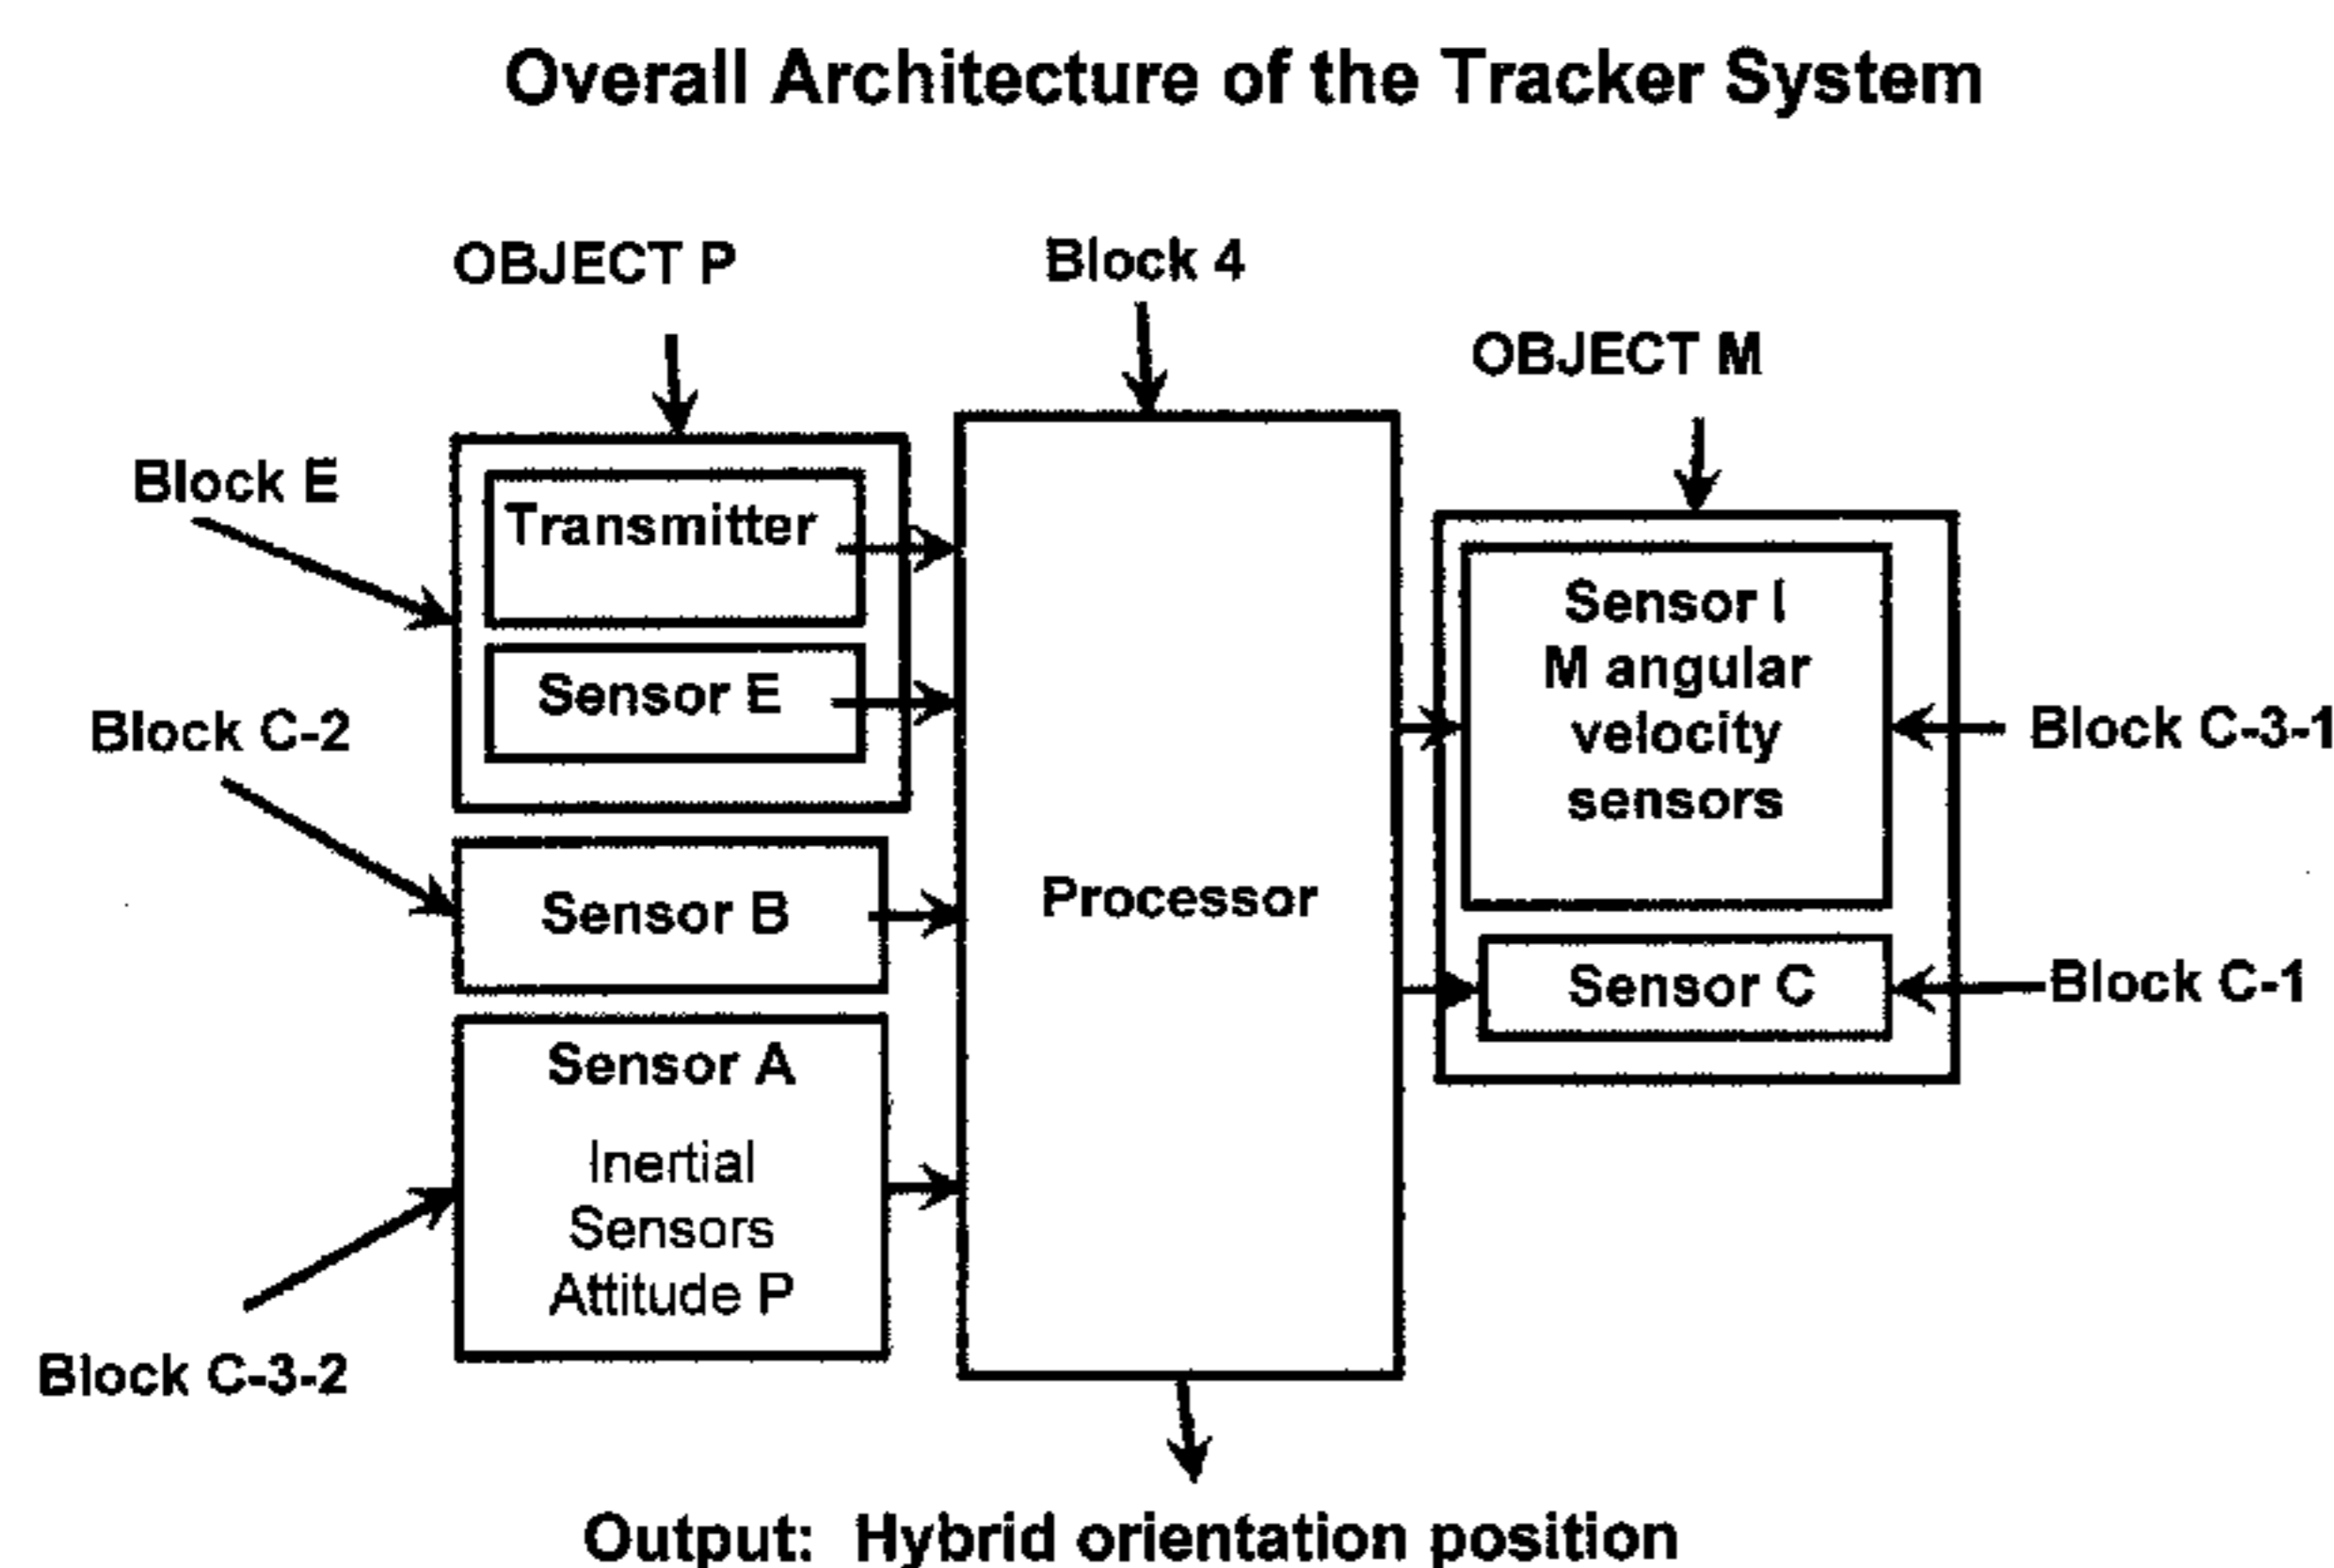 Overall Architecture of the Tracker System
OBJECT P
Block 4
OBJECT M
Block E
Transmitter
Sensor E
Block C-2
Sensor B
Sensor A
Inertial
Sensors
Attitude P
Block C-3-2
Processor
Sensor I
M angular
velocity
sensors
Block C-3-1
Sensor C
Block C-1
Output: Hybrid orientation position